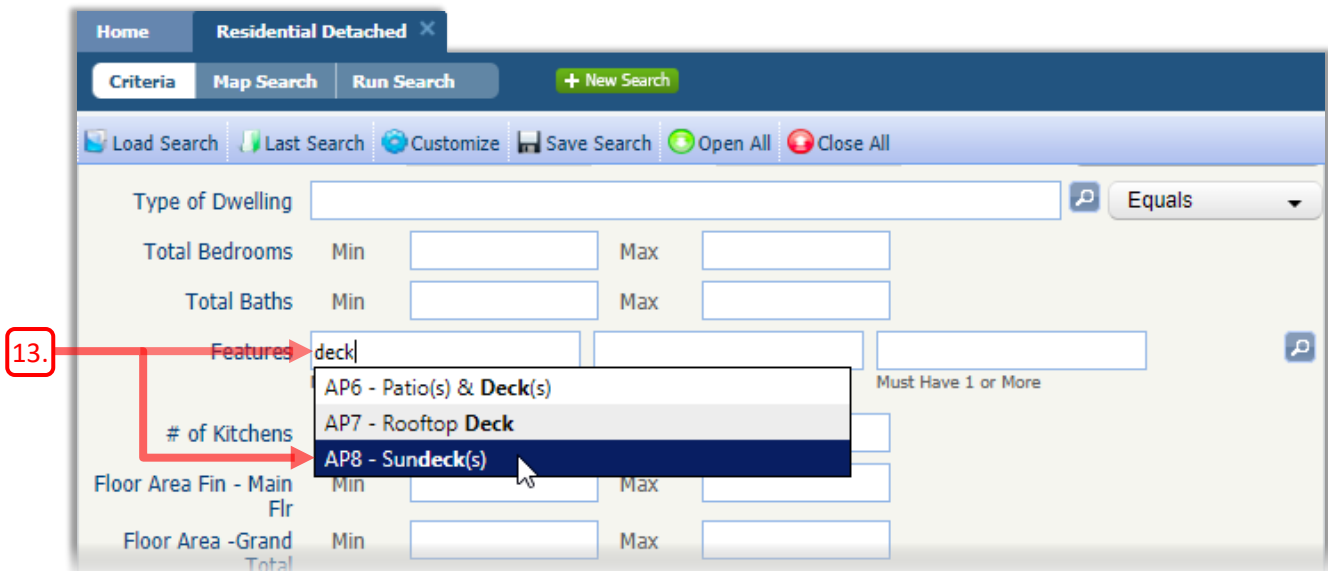 Home Residential Detached
Criteria Map Search Run Search + New Search
Load Search Last Search Customize Save Search Open All Close All
Type of Dwelling Equals
Total Bedrooms Min Max
Total Baths Min Max
13. Features deck
Must Have 1 or More
AP6 - Patio(s) & Deck(s)
AP7 - Rooftop Deck
# of Kitchens
AP8 - Sundeck(s)
Floor Area Fin - Main Min Max
Flr
Floor Area -Grand Min Max
Total